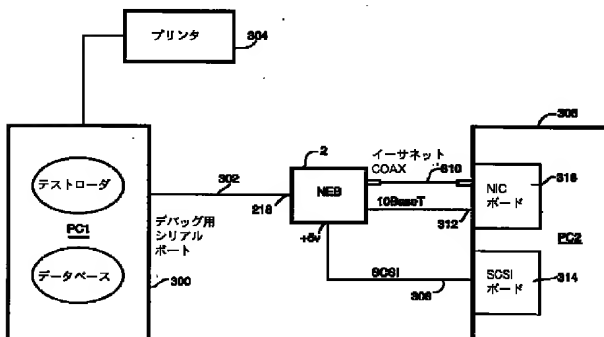 プリンタ
304
テストローダ
PC1
データベース
300
302
デバッグ用
シリアル
ポート
218
2
NEB
+5v
イーサネット
COAX
310
10BaseT
312
SCSI
308
306
NIC
ボード
316
PC2
SCSI
ボード
314